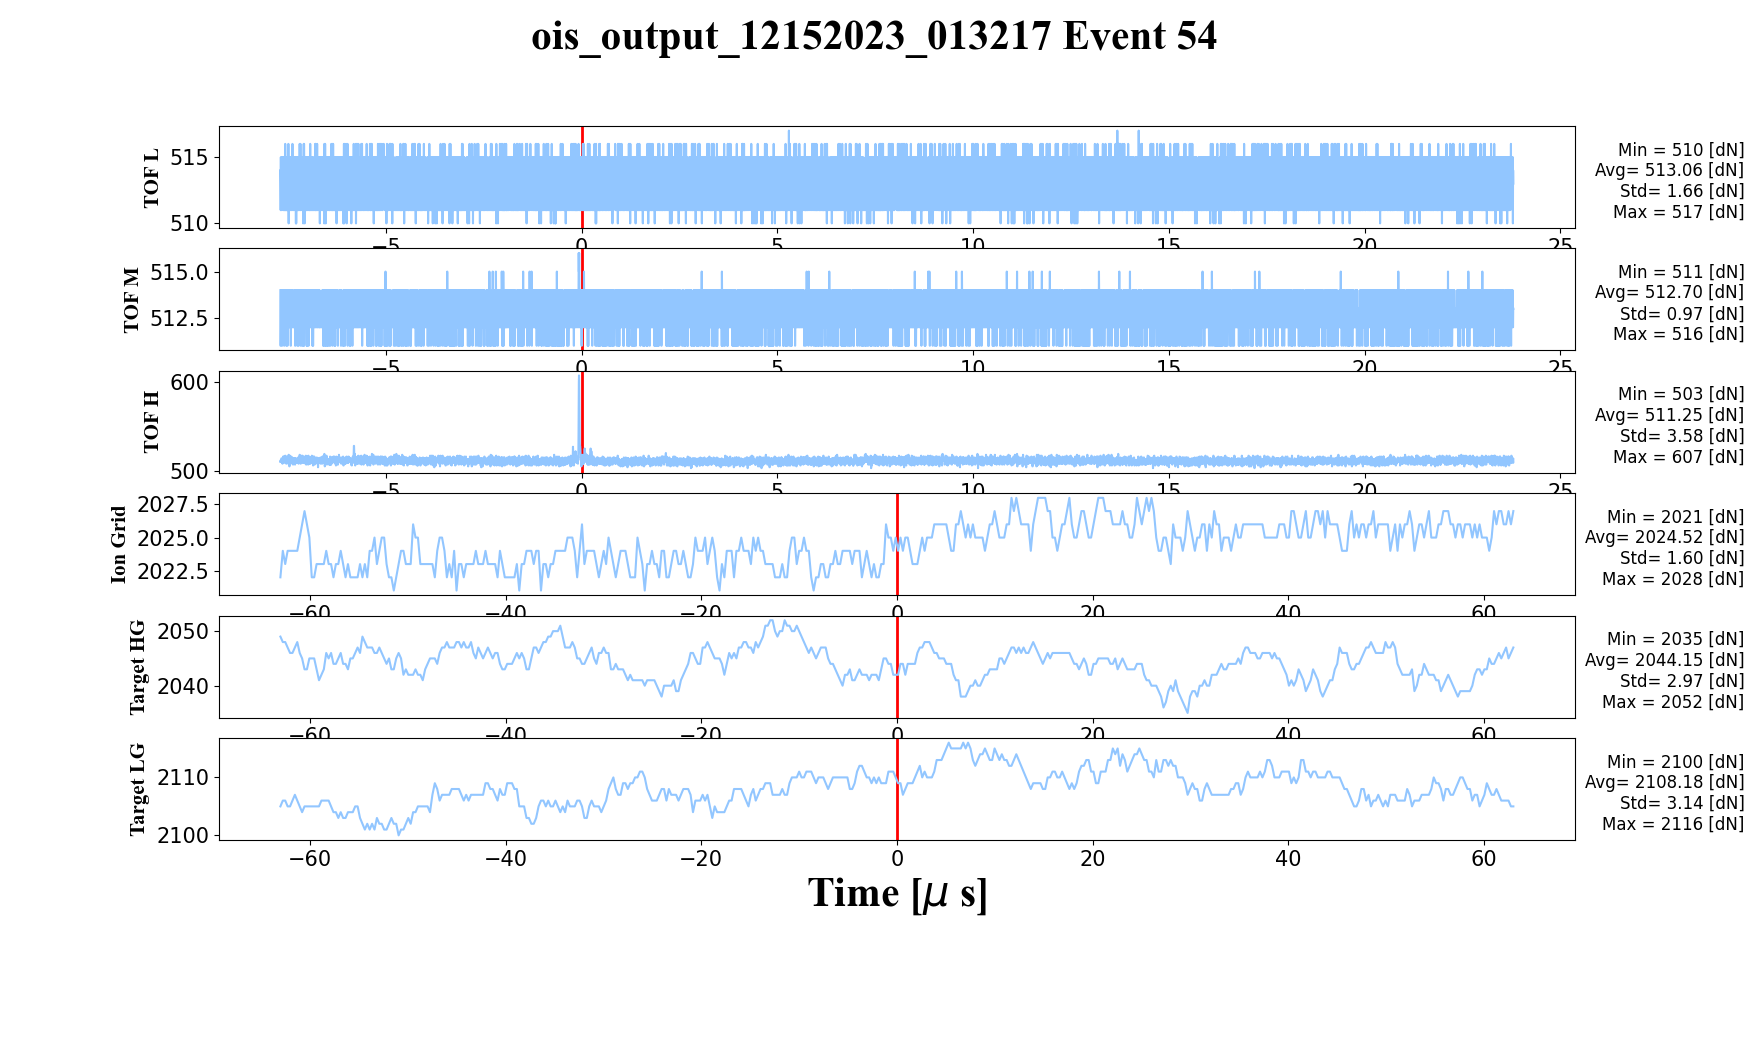 ois_output_12152023_013217 Event 54
TOF L
515
510
−5
0
5
10
15
20
25
Min = 510 [dN]
Avg= 513.06 [dN]
Std= 1.66 [dN]
Max = 517 [dN]
TOF M
515.0
512.5
−5
0
5
10
15
20
25
Min = 511 [dN]
Avg= 512.70 [dN]
Std= 0.97 [dN]
Max = 516 [dN]
TOF H
600
500
−5
0
5
10
15
20
25
Min = 503 [dN]
Avg= 511.25 [dN]
Std= 3.58 [dN]
Max = 607 [dN]
Ion Grid
2027.5
2025.0
2022.5
−60
−40
−20
0
20
40
60
Min = 2021 [dN]
Avg= 2024.52 [dN]
Std= 1.60 [dN]
Max = 2028 [dN]
Target HG
2050
2040
−60
−40
−20
0
20
40
60
Min = 2035 [dN]
Avg= 2044.15 [dN]
Std= 2.97 [dN]
Max = 2052 [dN]
Target LG
2110
2100
−60
−40
−20
0
20
40
60
Min = 2100 [dN]
Avg= 2108.18 [dN]
Std= 3.14 [dN]
Max = 2116 [dN]
Time [μ s]